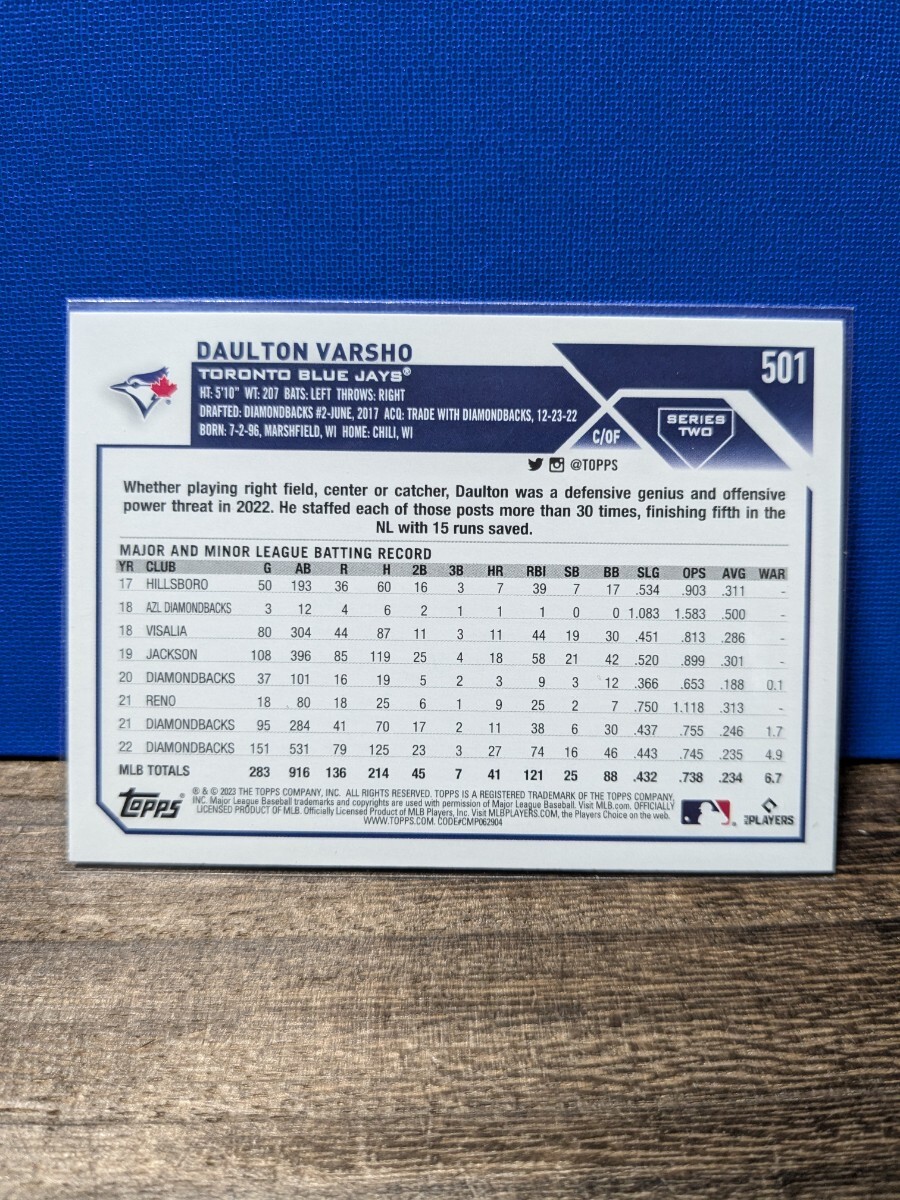 DAULTON VARSHO
501
TORONTO BLUE JAYS®
HT: 5'10" WT: 207 BATS: LEFT THROWS: RIGHT
DRAFTED: DIAMONDBACKS #2-JUNE, 2017 ACQ: TRADE WITH DIAMONDBACKS, 12-23-22
BORN: 7-2-96, MARSHFIELD, WI HOME: CHILI, WI
C/OF
SERIES
TWO
@TOPPS
Whether playing right field, center or catcher, Daulton was a defensive genius and offensive
power threat in 2022. He staffed each of those posts more than 30 times, finishing fifth in the
NL with 15 runs saved.
MAJOR AND MINOR LEAGUE BATTING RECORD
YR CLUB G AB R H 2B 3B HR RBI SB BB SLG OPS AVG WAR
17 HILLSBORO 50 193 36 60 16 3 7 39 7 17 .534 .903 .311 -
18 AZL DIAMONDBACKS 3 12 4 6 2 1 1 1 0 0 1.083 1.583 .500 -
18 VISALIA 80 304 44 87 11 3 11 44 19 30 .451 .813 .286 -
19 JACKSON 108 396 85 119 25 4 18 58 21 42 .520 .899 .301 -
20 DIAMONDBACKS 37 101 16 19 5 2 3 9 3 12 .366 .653 .188 0.1
21 RENO 18 80 18 25 6 1 9 25 2 7 .750 1.118 .313 -
21 DIAMONDBACKS 95 284 41 70 17 2 11 38 6 30 .437 .755 .246 1.7
22 DIAMONDBACKS 151 531 79 125 23 3 27 74 16 46 .443 .745 .235 4.9
MLB TOTALS 283 916 136 214 45 7 41 121 25 88 .432 .738 .234 6.7
TOPPS®
® & © 2023 THE TOPPS COMPANY, INC. ALL RIGHTS RESERVED. TOPPS IS A REGISTERED TRADEMARK OF THE TOPPS COMPANY,
INC. Major League Baseball trademarks and copyrights are used with permission of Major League Baseball. Visit MLB.com. OFFICIALLY
LICENSED PRODUCT OF MLB. Officially Licensed Product of MLB Players, Inc. Visit MLBPLAYERS.COM, the Players Choice on the web.
WWW.TOPPS.COM. CODE#CMP062904
PLAYERS